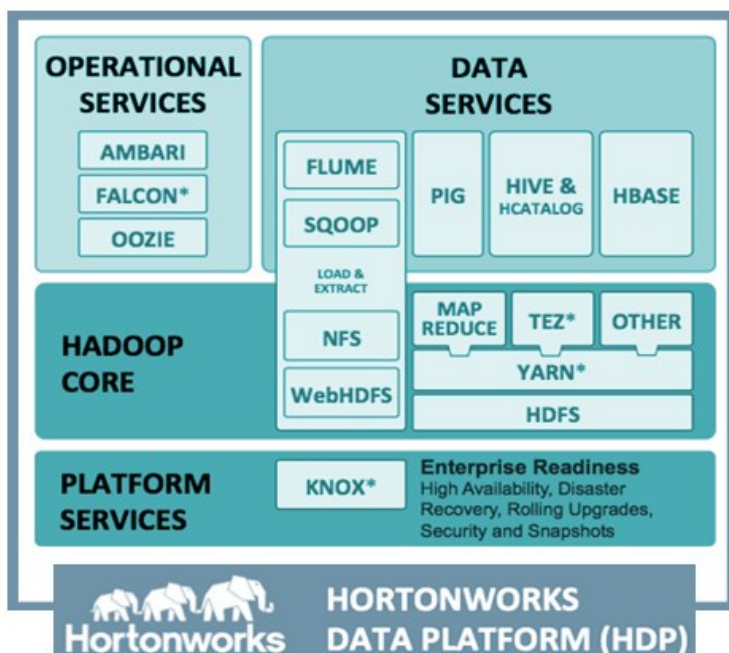 OPERATIONAL
SERVICES
AMBARI
FALCON*
OOZIE
DATA
SERVICES
FLUME
SQOOP
LOAD &
EXTRACT
NFS
WebHDFS
PIG
HIVE &
HCATALOG
HBASE
HADOOP
CORE
MAP
REDUCE
TEZ*
OTHER
YARN*
HDFS
PLATFORM
SERVICES
KNOX*
Enterprise Readiness
High Availability, Disaster
Recovery, Rolling Upgrades,
Security and Snapshots
Hortonworks
HORTONWORKS
DATA PLATFORM (HDP)